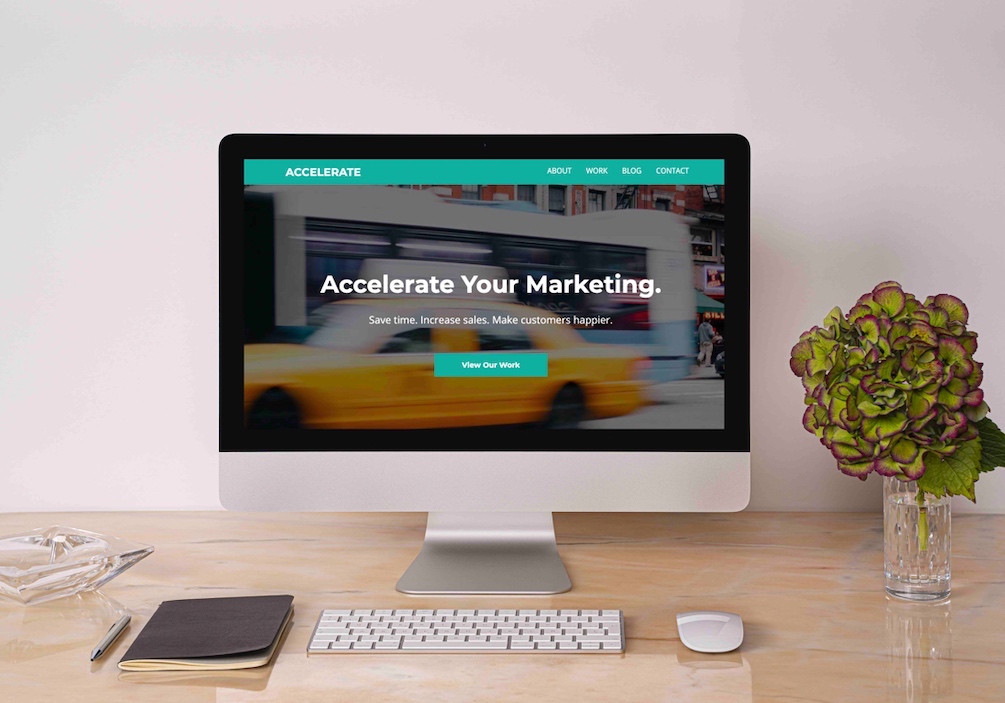 ACCELERATE
ABOUT WORK BLOG CONTACT
Accelerate Your Marketing.
Save time. Increase sales. Make customers happier.
View Our Work